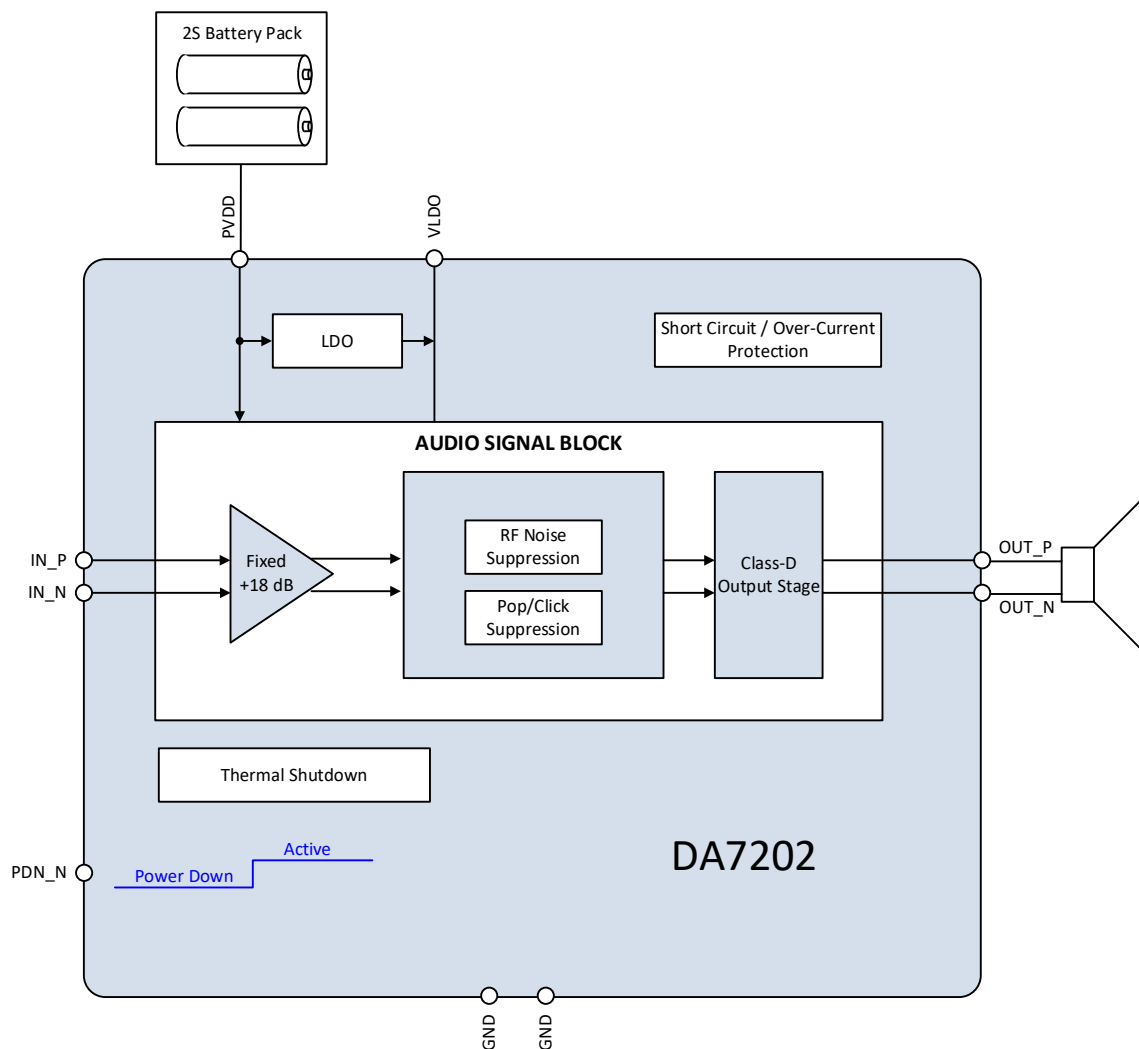 2S Battery Pack
PVDD
VLDO
LDO
Short Circuit / Over-Current
Protection
AUDIO SIGNAL BLOCK
IN_P
IN_N
Fixed
+18 dB
RF Noise
Suppression
Pop/Click
Suppression
Class-D
Output Stage
OUT_P
OUT_N
Thermal Shutdown
PDN_N
Power Down
Active
DA7202
GND
GND